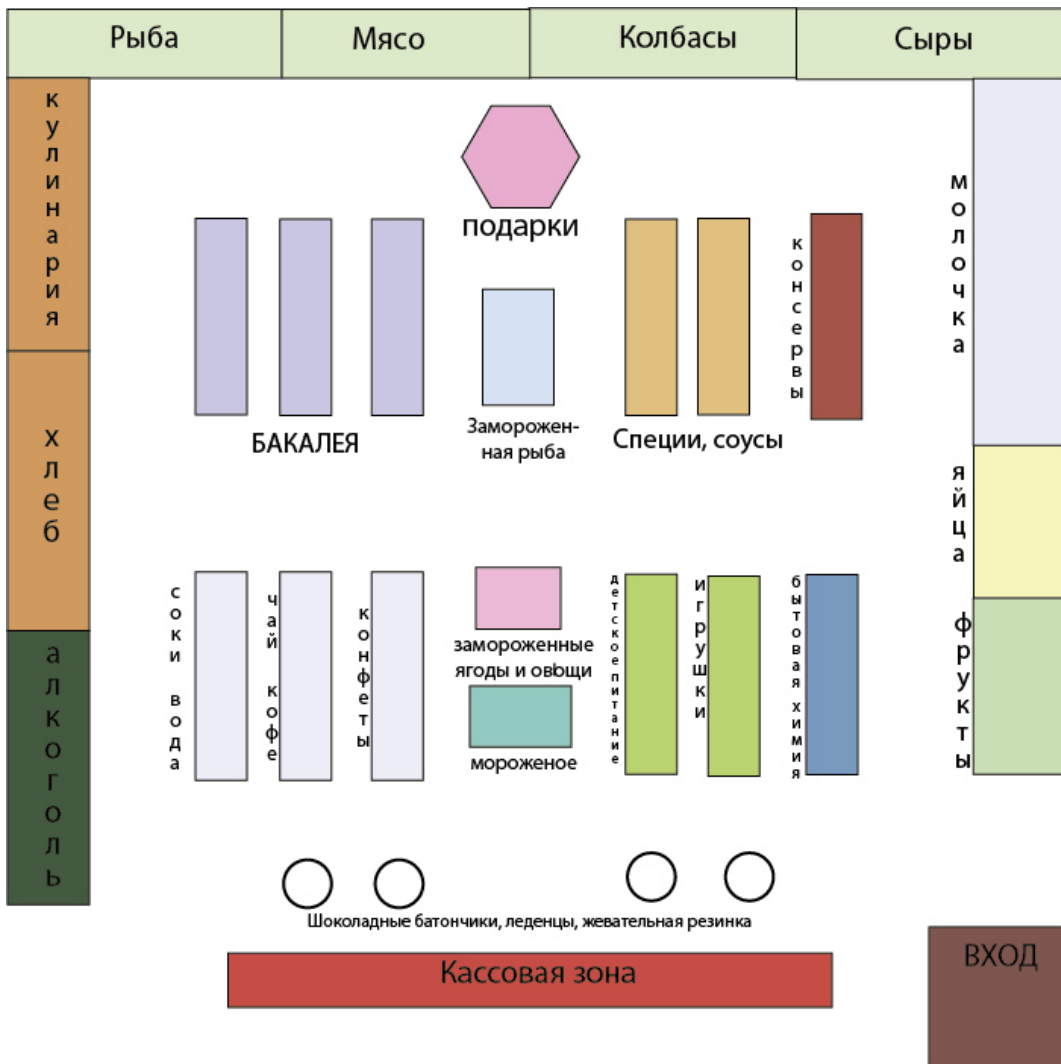 Рыба
Мясо
Колбасы
Сыры
кулинария
подарки
молочка
консервы
хлеб
БАКАЛЕЯ
Заморожен-
ная рыба
Специи, соусы
яйца
соки вода
чай кофе
конфеты
замороженные
ягоды и овощи
мороженое
детское питание
игрушки
бытовая химия
фрукты
алкоголь
Шоколадные батончики, леденцы, жевательная резинка
Кассовая зона
ВХОД